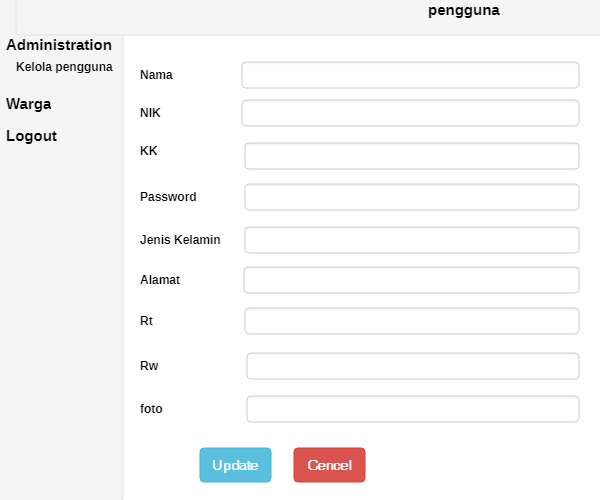 pengguna
Administration
Kelola pengguna
Warga
Logout
Nama
NIK
KK
Password
Jenis Kelamin
Alamat
Rt
Rw
foto
Update
Cencel